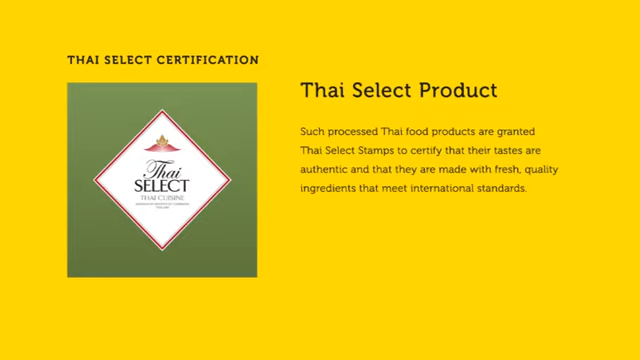 THAI SELECT CERTIFICATION
Thai
SELECT
THAI CUISINE
Thai Select Product
Such processed Thai food products are granted
Thai Select Stamps to certify that their tastes are
authentic and that they are made with fresh, quality
ingredients that meet international standards.